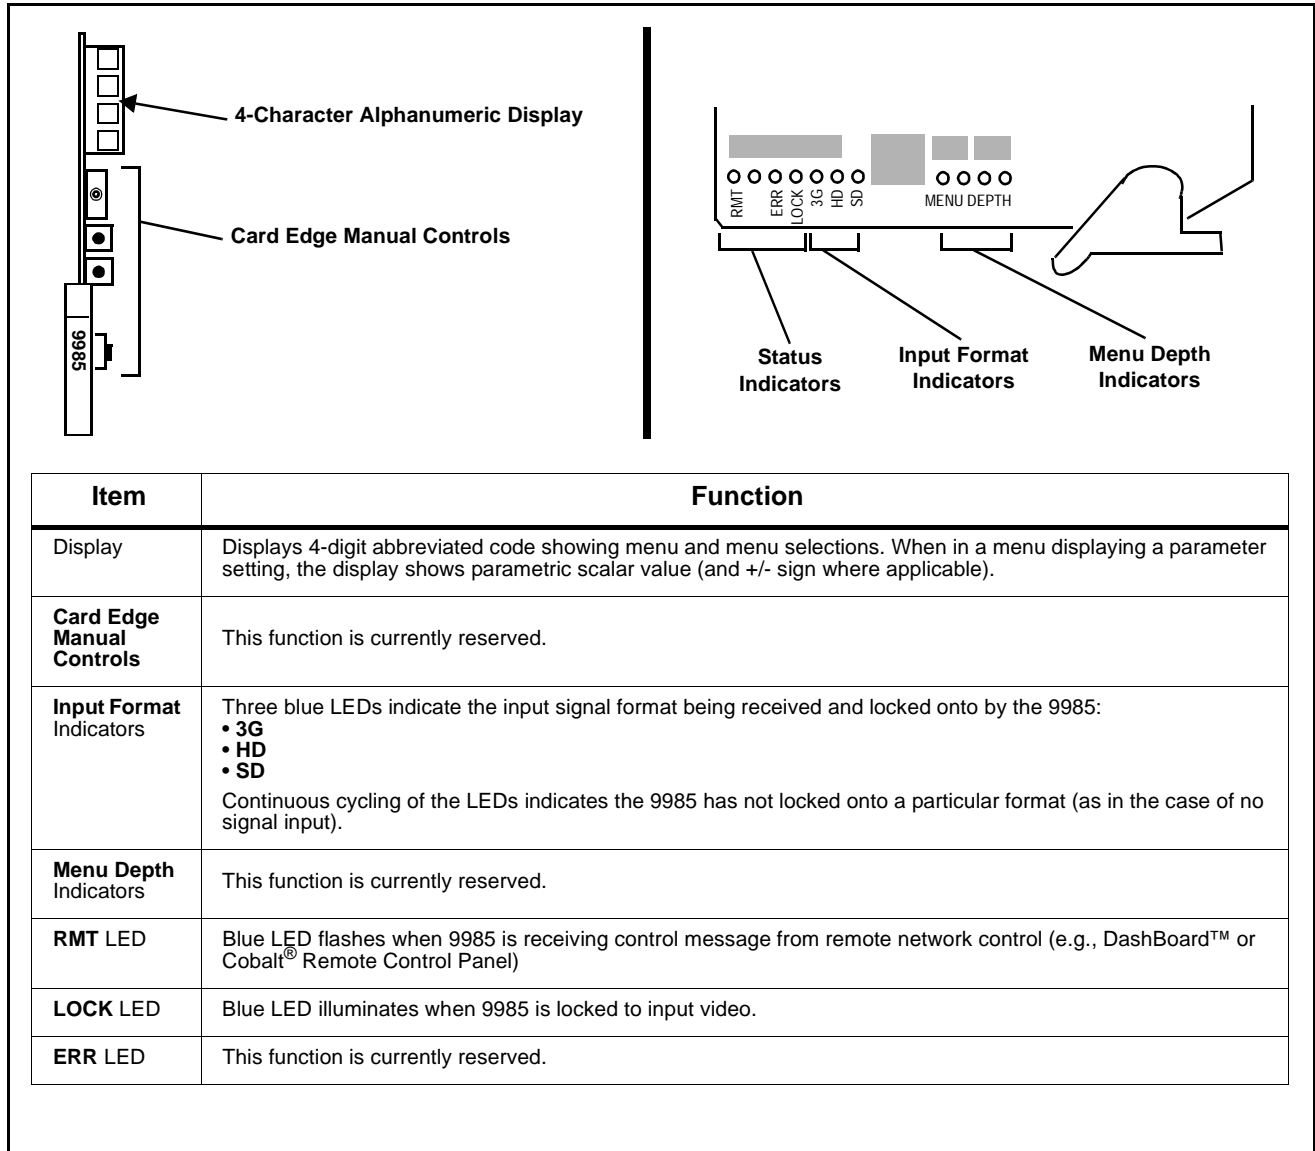 4-Character Alphanumeric Display
Card Edge Manual Controls
9985
RMT
ERR
LOCK
3G
HD
SD
MENU DEPTH
Status
Indicators
Input Format
Indicators
Menu Depth
Indicators
Item
Function
Display
Displays 4-digit abbreviated code showing menu and menu selections. When in a menu displaying a parameter
setting, the display shows parametric scalar value (and +/- sign where applicable).
Card Edge
Manual
Controls
This function is currently reserved.
Input Format
Indicators
Three blue LEDs indicate the input signal format being received and locked onto by the 9985:
• 3G
• HD
• SD
Continuous cycling of the LEDs indicates the 9985 has not locked onto a particular format (as in the case of no
signal input).
Menu Depth
Indicators
This function is currently reserved.
RMT LED
Blue LED flashes when 9985 is receiving control message from remote network control (e.g., DashBoard™ or
Cobalt® Remote Control Panel)
LOCK LED
Blue LED illuminates when 9985 is locked to input video.
ERR LED
This function is currently reserved.